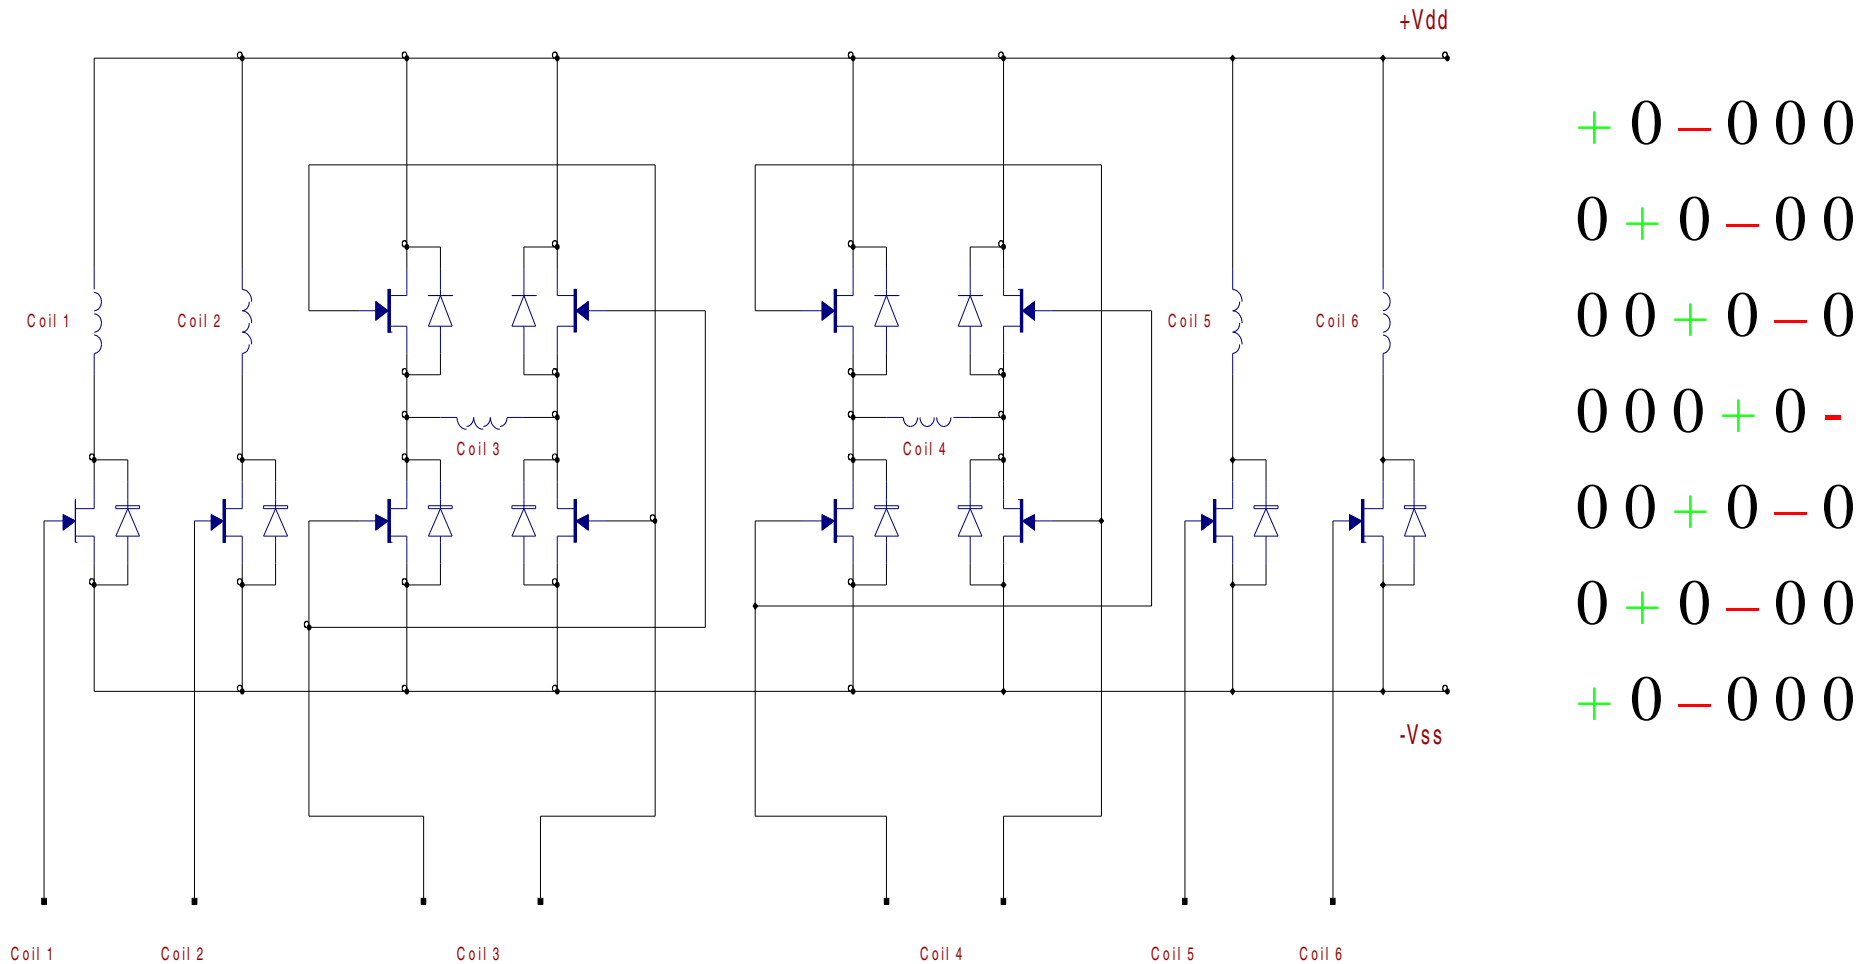 +Vdd
+ 0 – 0 0 0
0 + 0 – 0 0
0 0 + 0 – 0
Coil 1
Coil 2
Coil 5
Coil 6
0 0 0 + 0 -
Coil 3
Coil 4
0 0 + 0 – 0
0 + 0 – 0 0
+ 0 – 0 0 0
-Vss
Coil 1
Coil 2
Coil 3
Coil 4
Coil 5
Coil 6